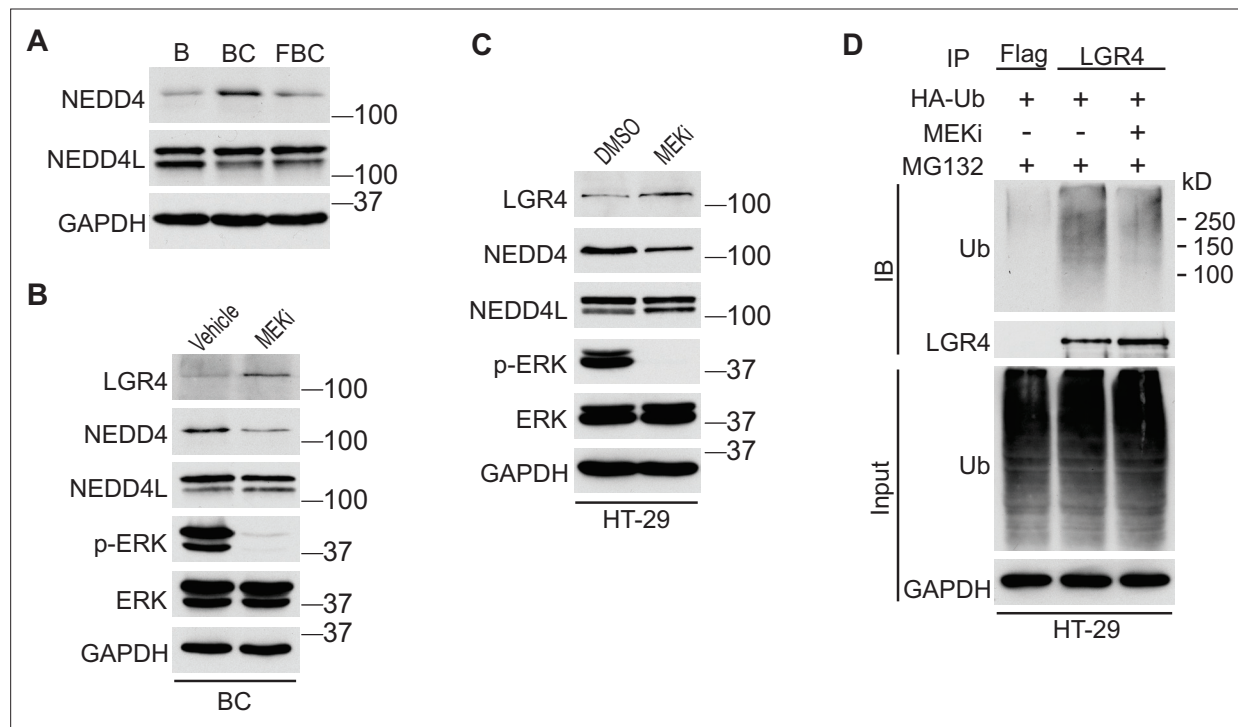 A
B BC FBC
NEDD4
100
NEDD4L
100
37
GAPDH
B
Vehicle MEKi
LGR4
100
NEDD4
100
NEDD4L
100
p-ERK
37
ERK
37
37
GAPDH
BC
C
DMSO MEKi
LGR4
100
NEDD4
100
NEDD4L
100
p-ERK
37
ERK
37
37
GAPDH
HT-29
D
IP Flag LGR4
HA-Ub + + +
MEKi - - +
MG132 + + +
kD
250
Ub
150
100
IB
LGR4
Ub
Input
GAPDH
HT-29